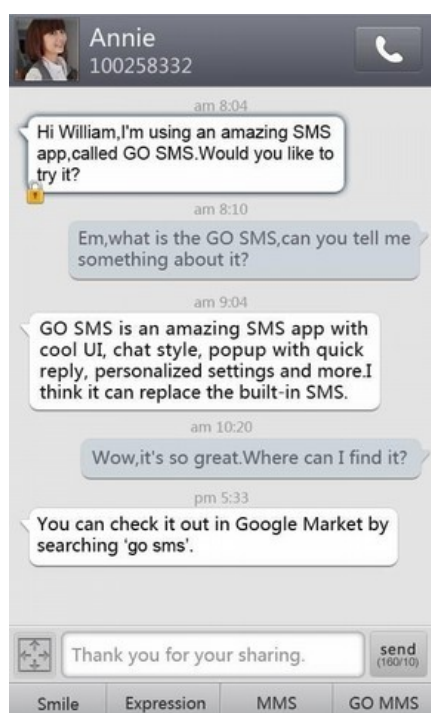 Annie
100258332
am 8:04
Hi William,I'm using an amazing SMS
app,called GO SMS.Would you like to
try it?
am 8:10
Em,what is the GO SMS,can you tell me
something about it?
am 9:04
GO SMS is an amazing SMS app with
cool UI, chat style, popup with quick
reply, personalized settings and more.I
think it can replace the built-in SMS.
am 10:20
Wow,it's so great.Where can I find it?
pm 5:33
You can check it out in Google Market by
searching ‘go sms’.
Thank you for your sharing.
send
(160/10)
Smile Expression MMS GO MMS